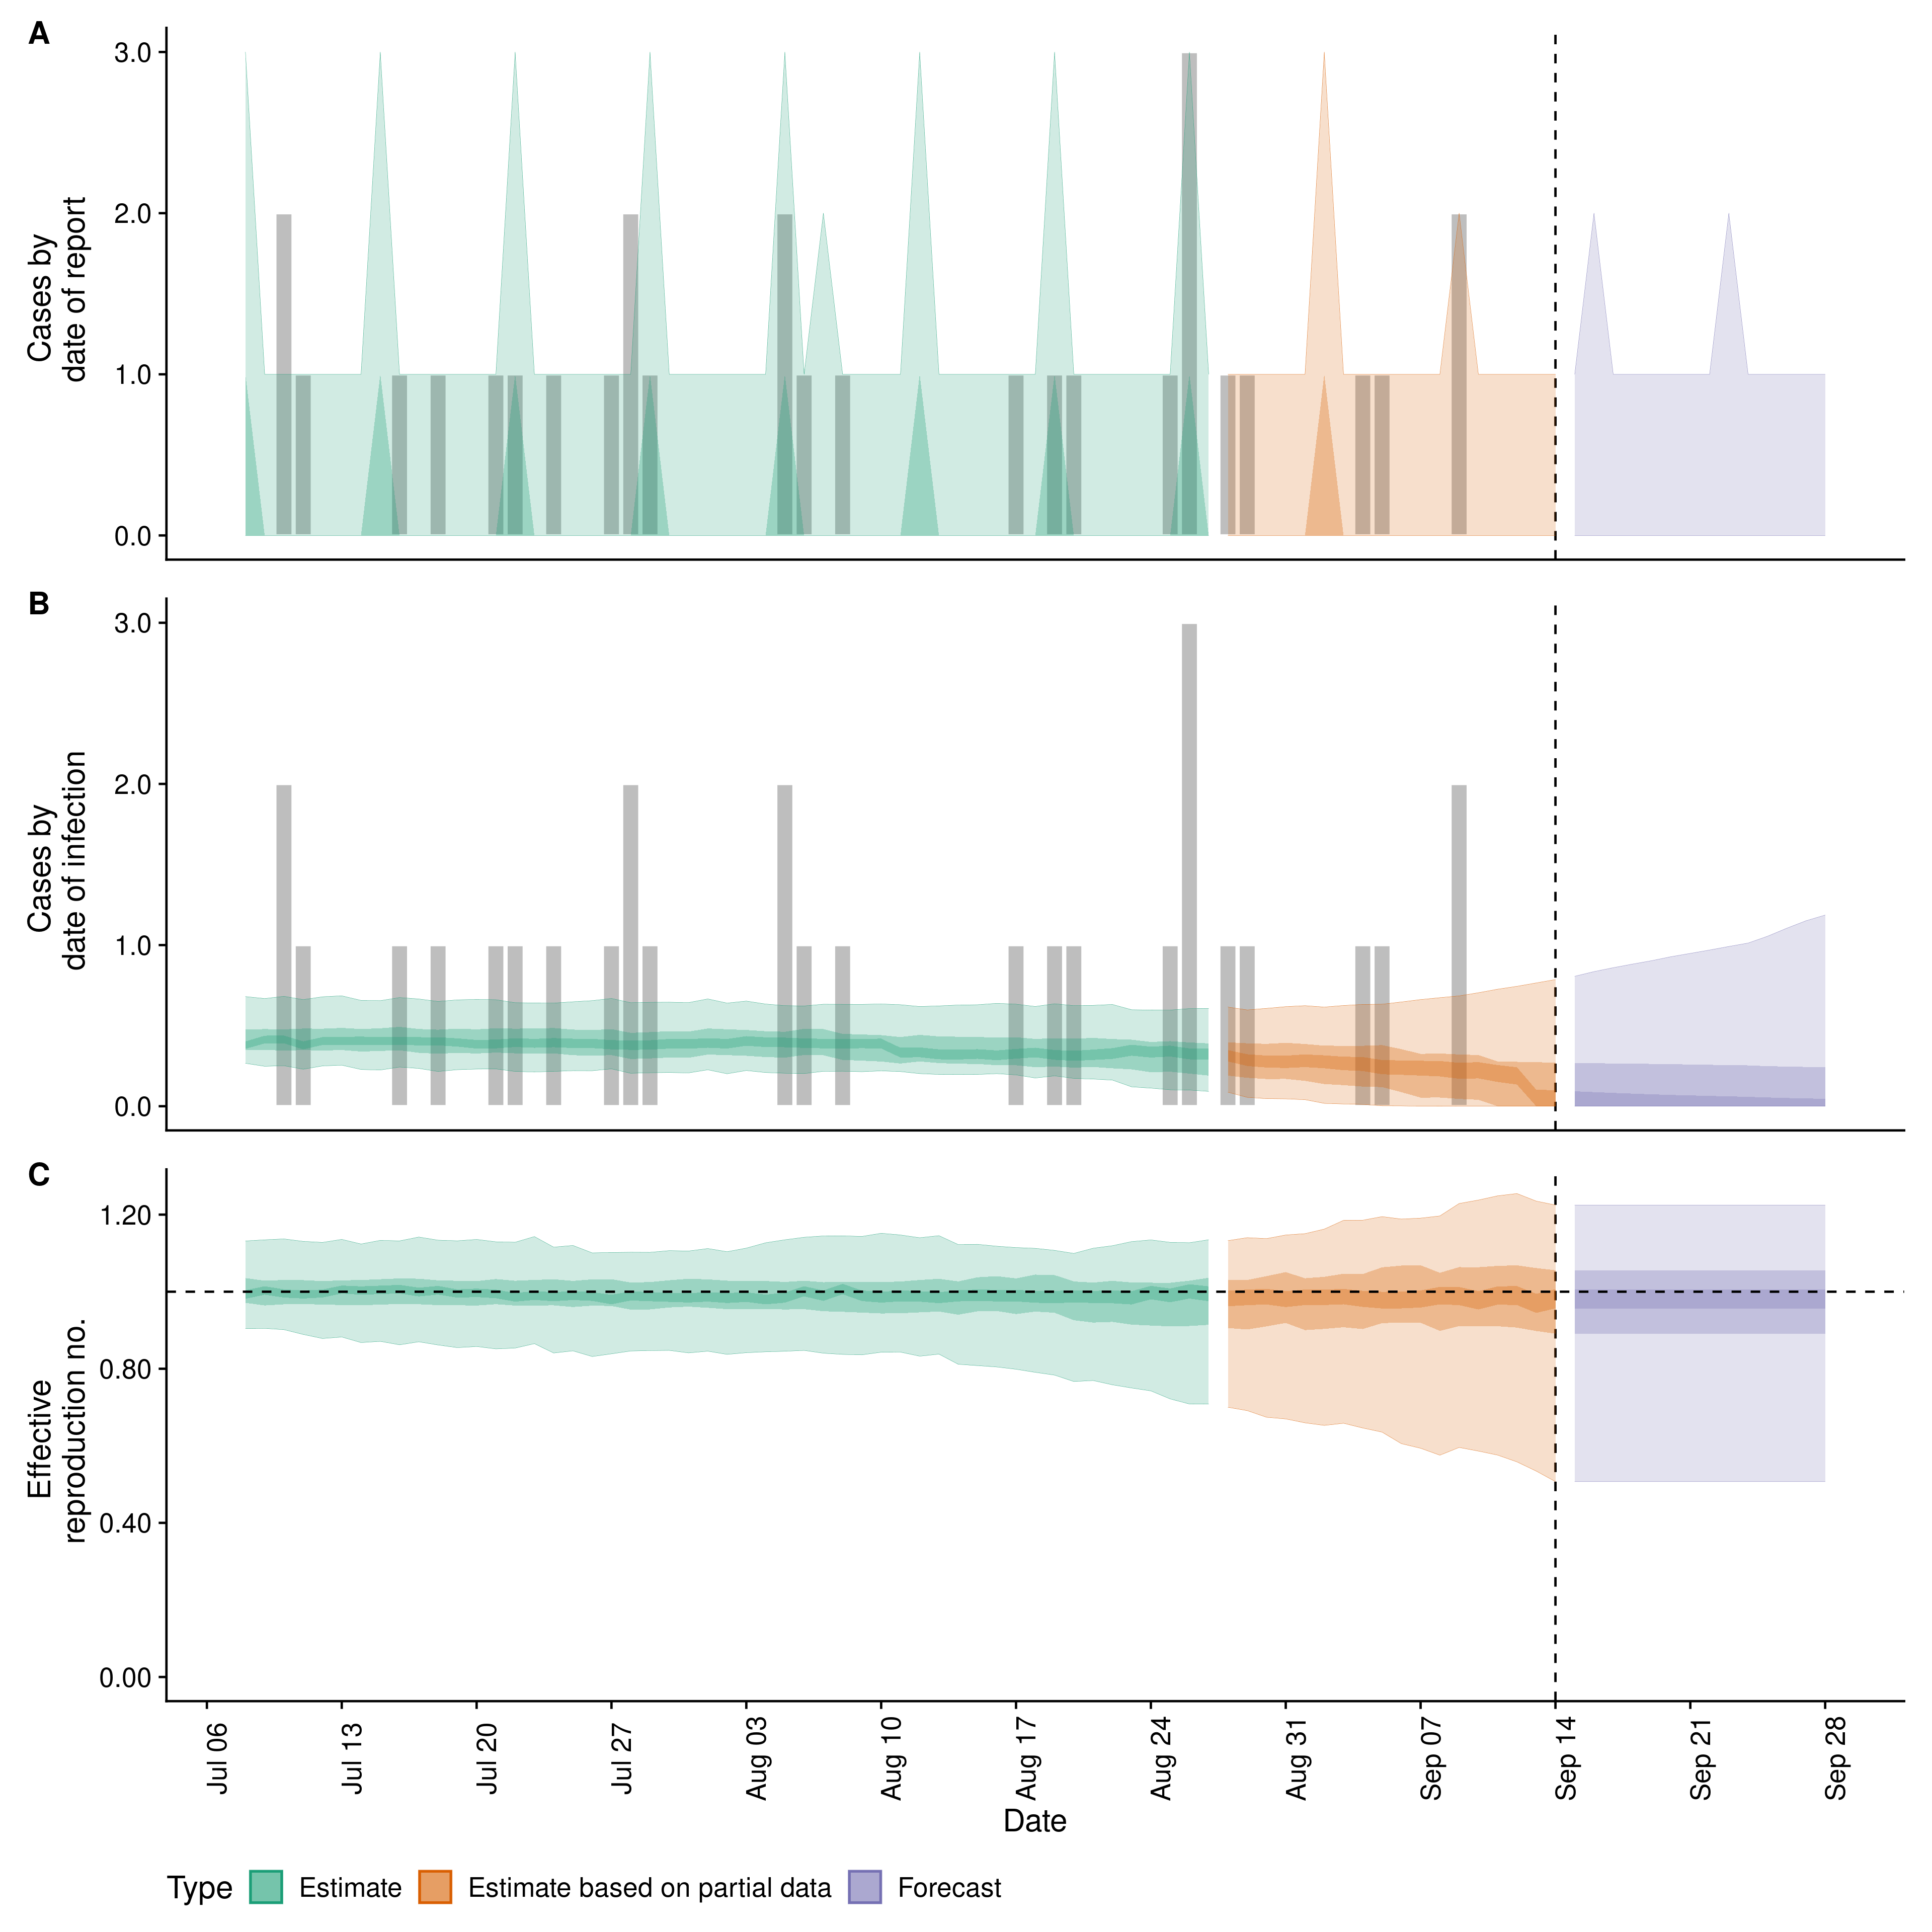 A
Cases by
date of report
3.0
2.0
1.0
0.0
B
Cases by
date of infection
3.0
2.0
1.0
0.0
C
Effective
reproduction no.
1.20
0.80
0.40
0.00
Jul 06
Jul 13
Jul 20
Jul 27
Aug 03
Aug 10
Aug 17
Aug 24
Aug 31
Sep 07
Sep 14
Sep 21
Sep 28
Date
Type Estimate Estimate based on partial data Forecast